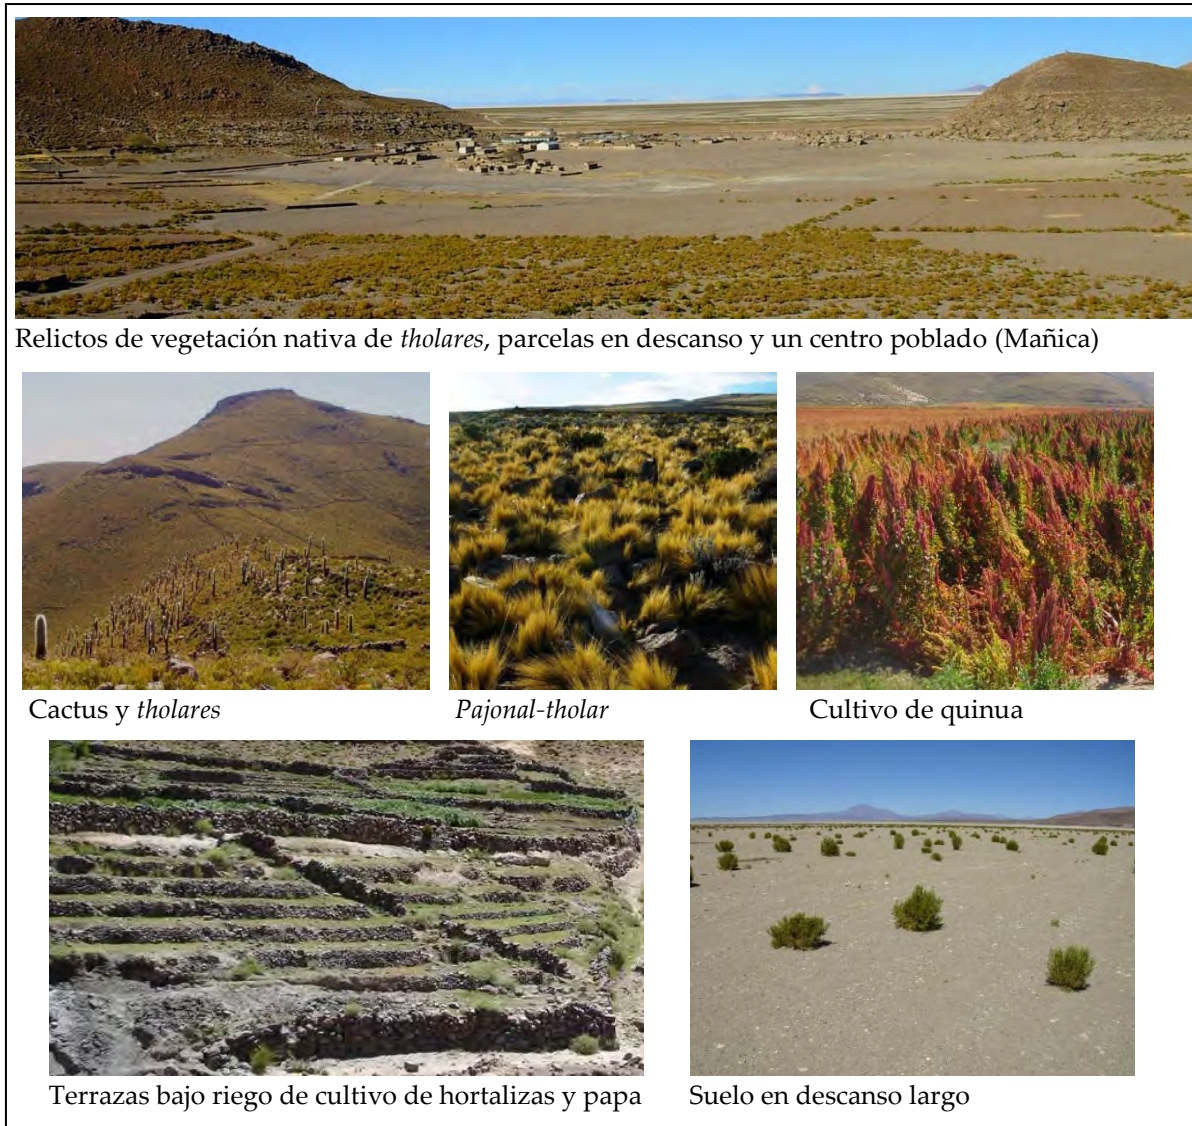 Relictos de vegetación nativa de tholares, parcelas en descanso y un centro poblado (Mañica)
Cactus y tholares
Pajonal-tholar
Cultivo de quinua
Terrazas bajo riego de cultivo de hortalizas y papa
Suelo en descanso largo